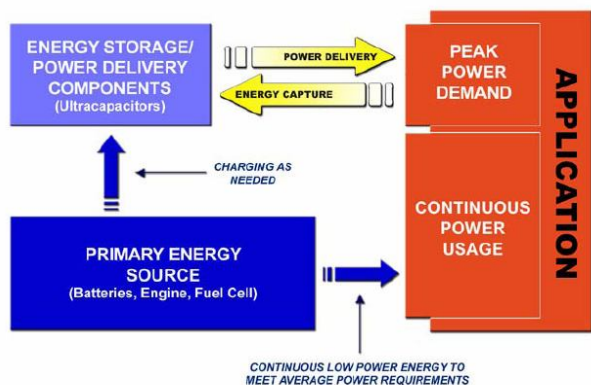 ENERGY STORAGE/
POWER DELIVERY
COMPONENTS
(Ultracapacitors)
POWER DELIVERY
ENERGY CAPTURE
PEAK
POWER
DEMAND
APPLICATION
CHARGING AS
NEEDED
CONTINUOUS
POWER
USAGE
PRIMARY ENERGY
SOURCE
(Batteries, Engine, Fuel Cell)
CONTINUOUS LOW POWER ENERGY TO
MEET AVERAGE POWER REQUIREMENTS